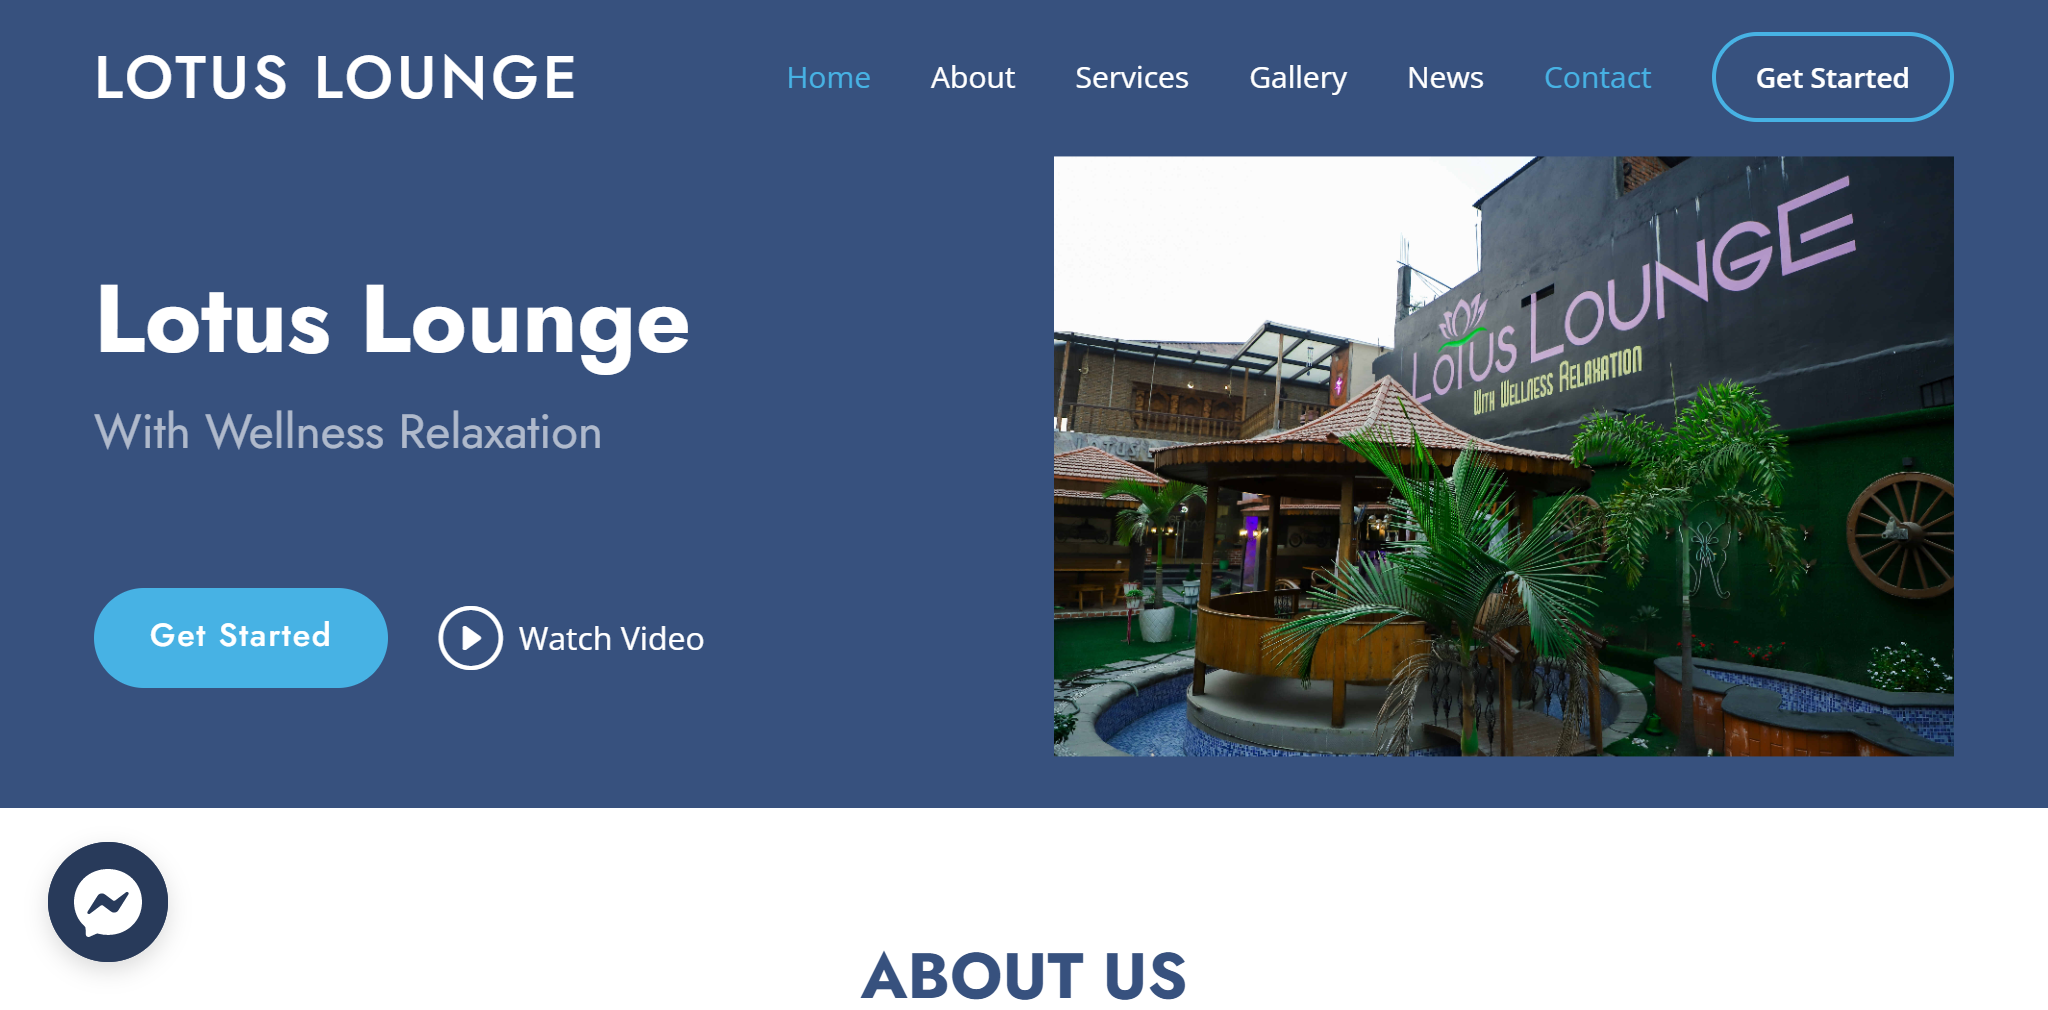 LOTUS LOUNGE
Home About Services Gallery News Contact Get Started
Lotus Lounge
With Wellness Relaxation
Get Started
Watch Video
LOTUS LOUNGE
WITH WELLNESS RELAXATION
ABOUT US